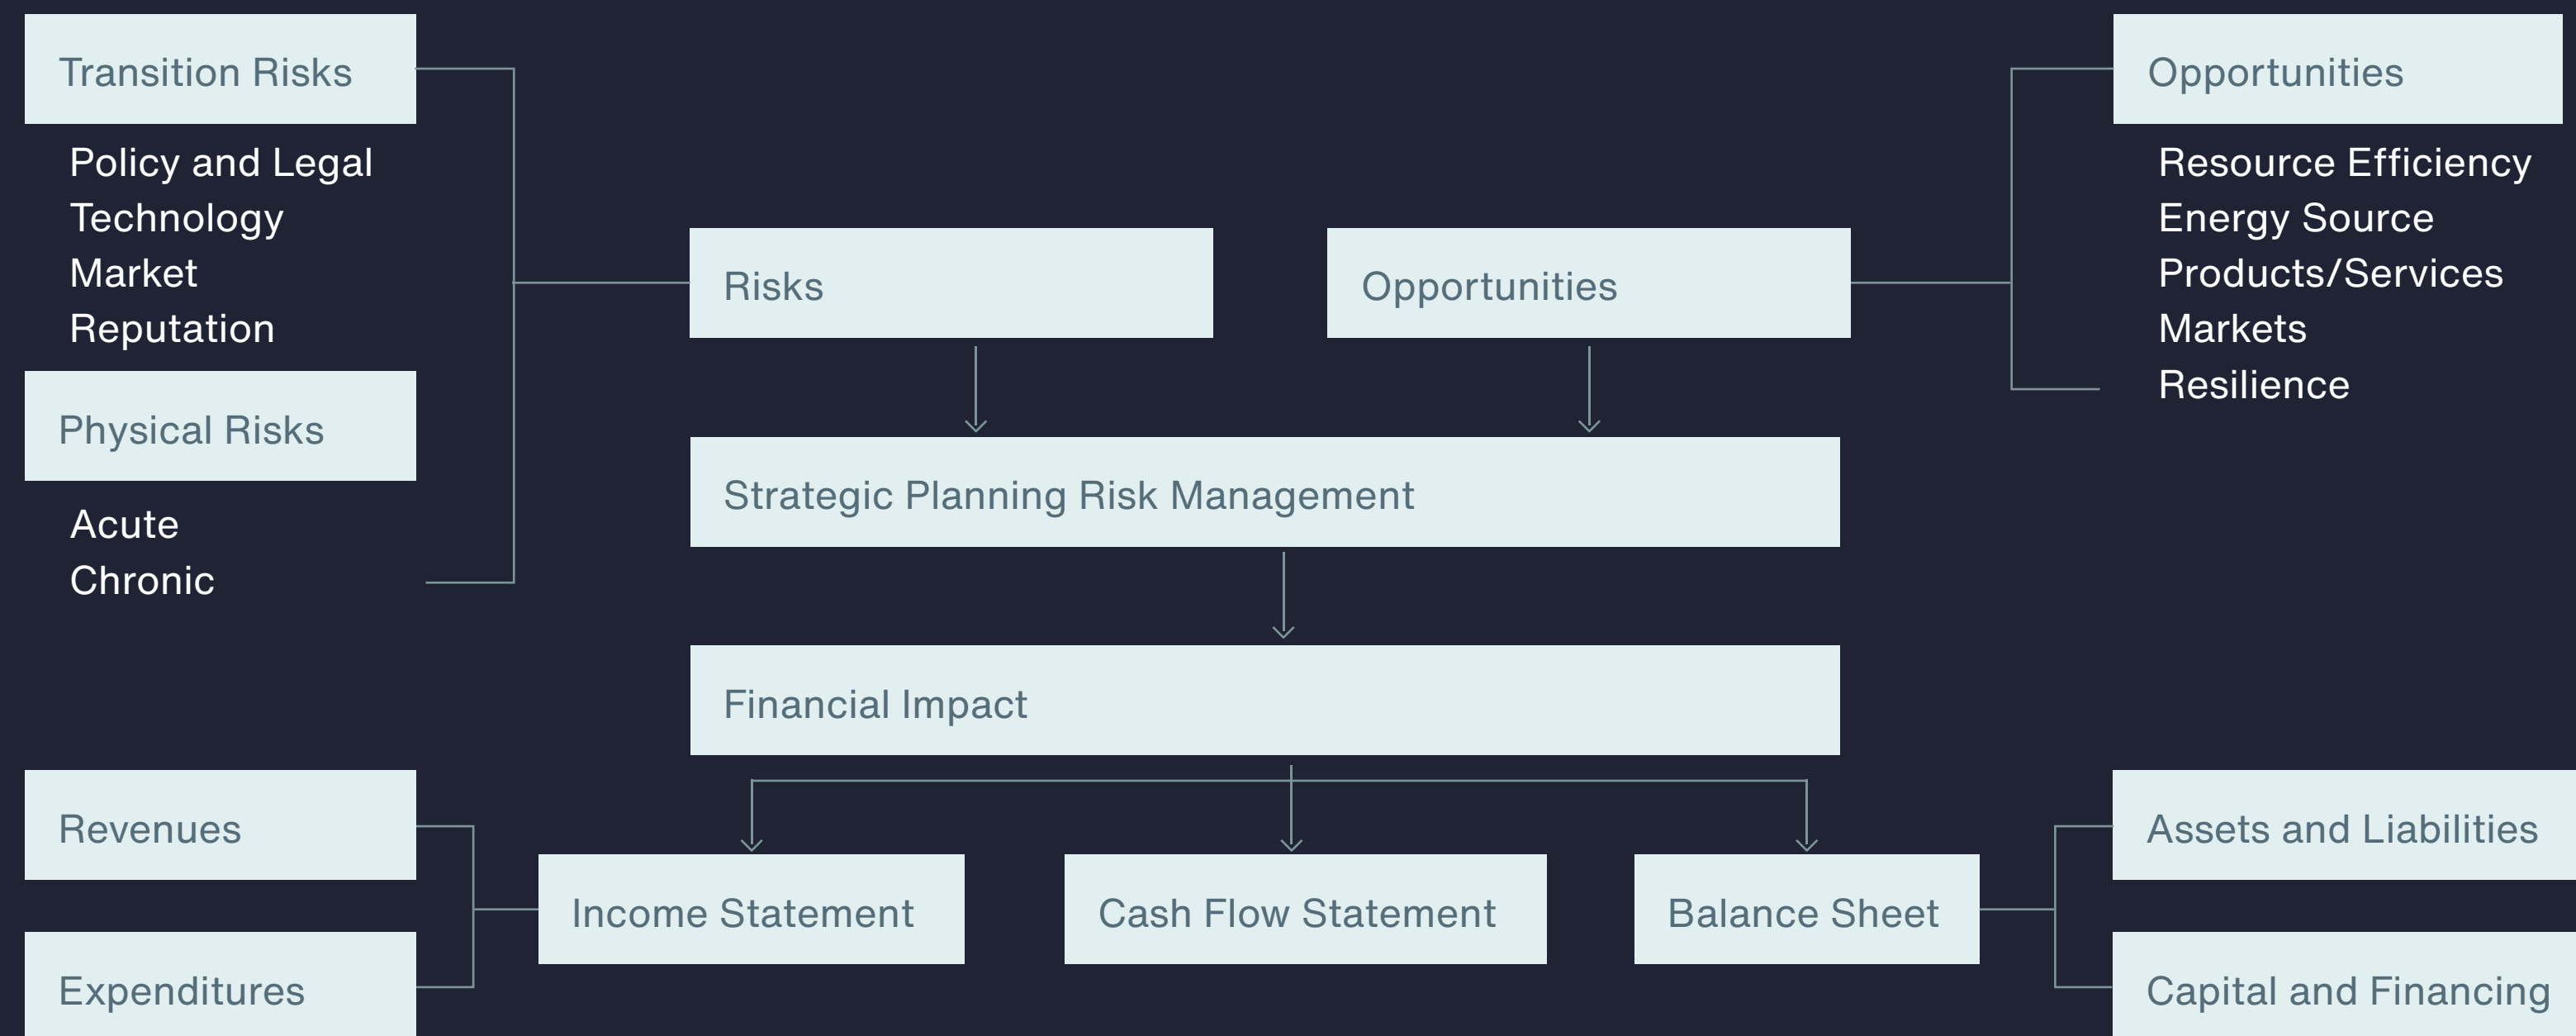 Transition Risks
Policy and Legal
Technology
Market
Reputation
Physical Risks
Acute
Chronic
Risks
Opportunities
Opportunities
Resource Efficiency
Energy Source
Products/Services
Markets
Resilience
Strategic Planning Risk Management
Financial Impact
Revenues
Expenditures
Income Statement
Cash Flow Statement
Balance Sheet
Assets and Liabilities
Capital and Financing